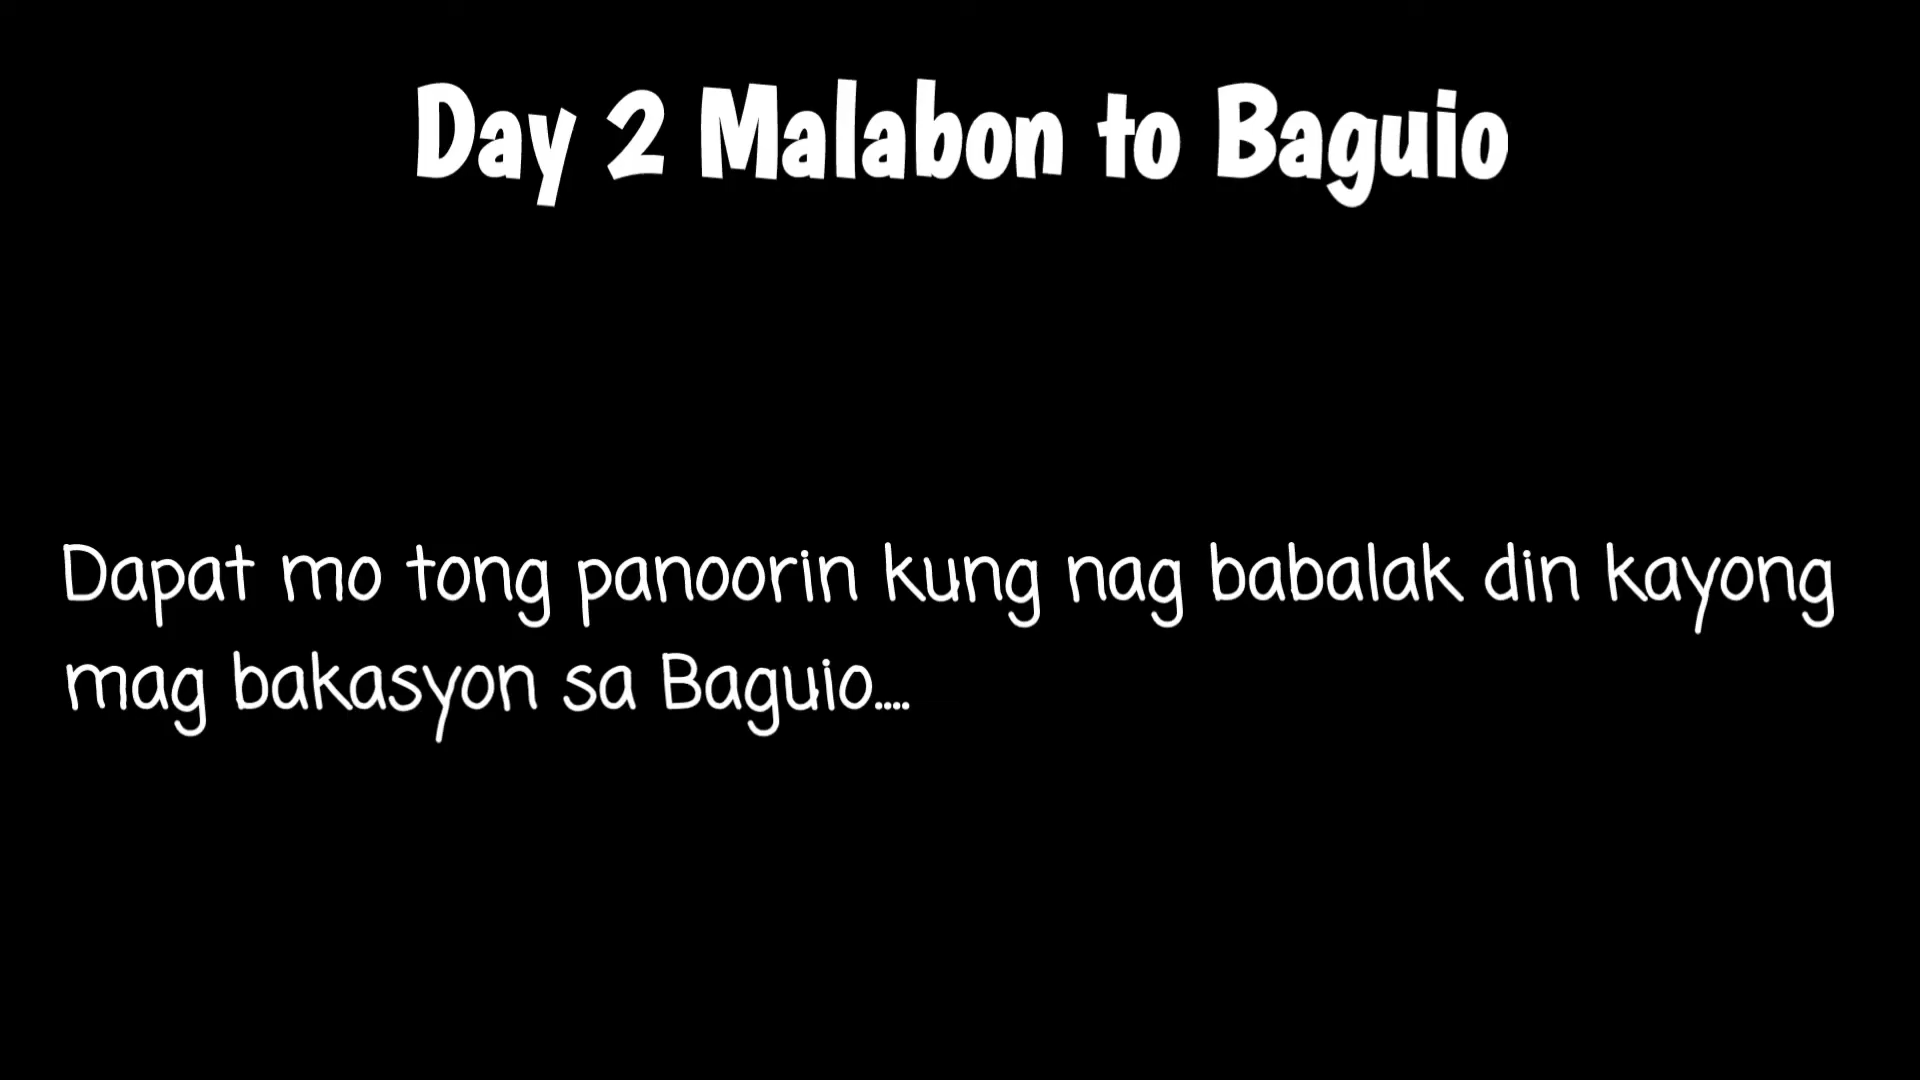 Day 2 Malabon to Baguio
Dapat mo tong panoorin kung nag babalak din kayong
mag bakasyon sa Baguio....